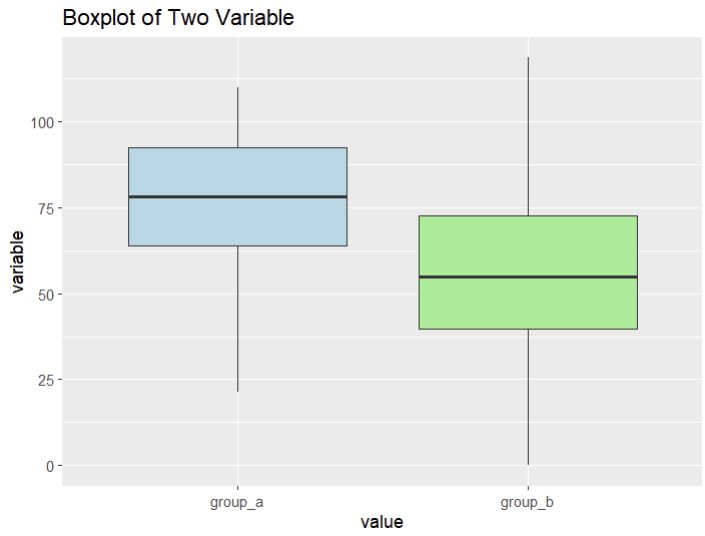 Boxplot of Two Variable
variable
100
75
50
25
0
group_a
group_b
value